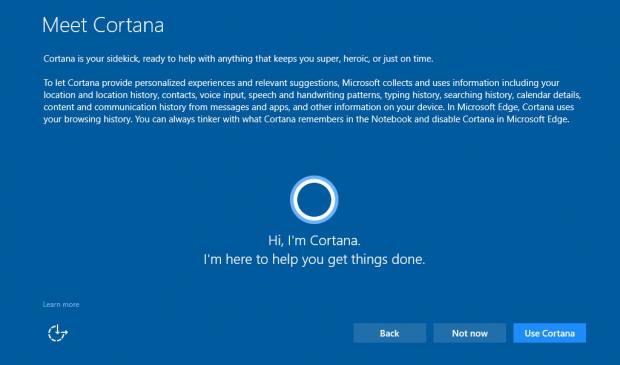 Meet Cortana
Cortana is your sidekick, ready to help with anything that keeps you super, heroic, or just on time.
To let Cortana provide personalized experiences and relevant suggestions, Microsoft collects and uses information including your
location and location history, contacts, voice input, speech and handwriting patterns, typing history, searching history, calendar details,
content and communication history from messages and apps, and other information on your device. In Microsoft Edge, Cortana uses
your browsing history. You can always tinker with what Cortana remembers in the Notebook and disable Cortana in Microsoft Edge.
Hi, I'm Cortana.
I'm here to help you get things done.
Learn more
Back
Not now
Use Cortana